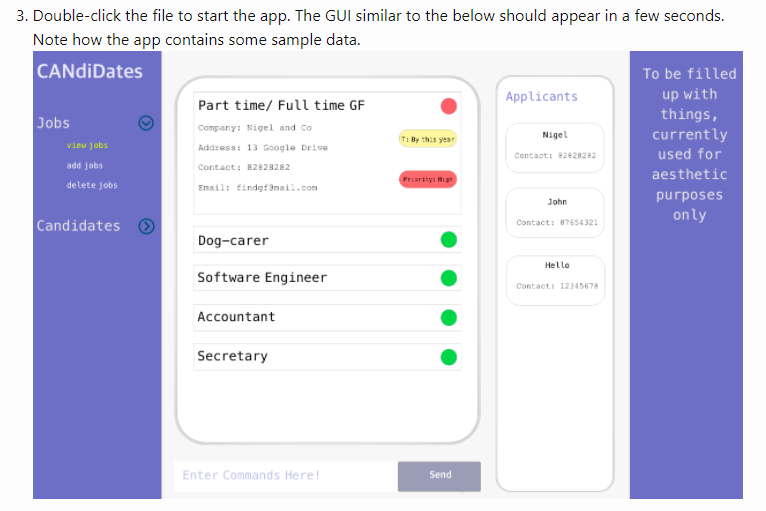 3. Double-click the file to start the app. The GUI similar to the below should appear in a few seconds.
Note how the app contains some sample data.
CANdiDates
Jobs
view jobs
add jobs
delete jobs
Candidates
Part time/ Full time GF
Company: Nigel and Co
Address: 13 Google Drive
Contact: 82828282
Email: findgf@mail.com
T: By this year
Priority: High
Dog-carer
Software Engineer
Accountant
Secretary
Enter Commands Here!
Send
Applicants
Nigel
Contact: 82828282
John
Contact: 87654321
Hello
Contact: 12345678
To be filled
up with
things,
currently
used for
aesthetic
purposes
only